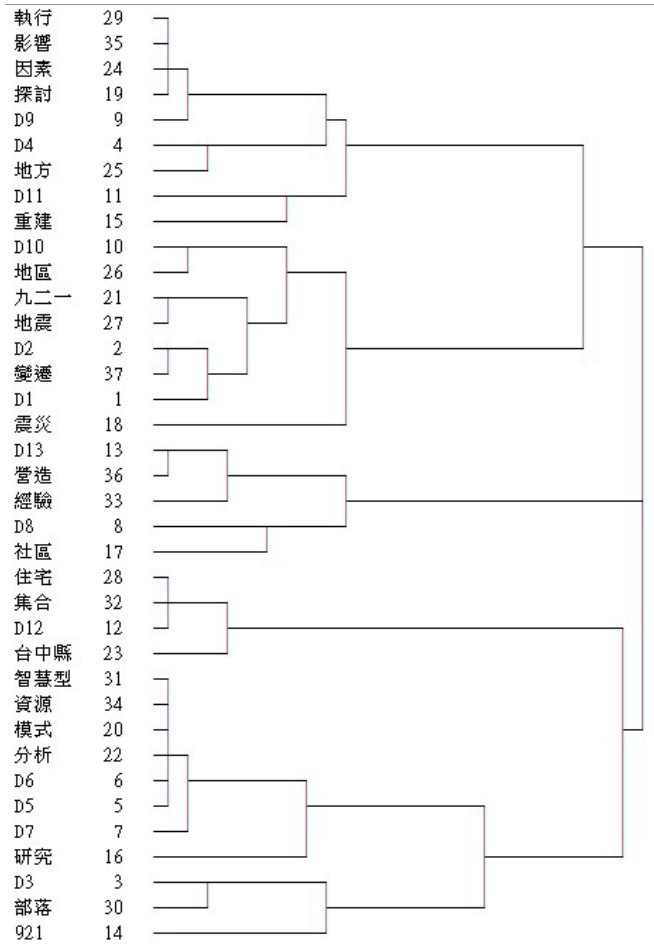 執行 29
影響 35
因素 24
探討 19
D9 9
D4 4
地方 25
D11 11
重建 15
D10 10
地區 26
九二一 21
地震 27
D2 2
變遷 37
D1 1
震災 18
D13 13
營造 36
經驗 33
D8 8
社區 17
住宅 28
集合 32
D12 12
台中縣 23
智慧型 31
資源 34
模式 20
分析 22
D6 6
D5 5
D7 7
研究 16
D3 3
部落 30
921 14